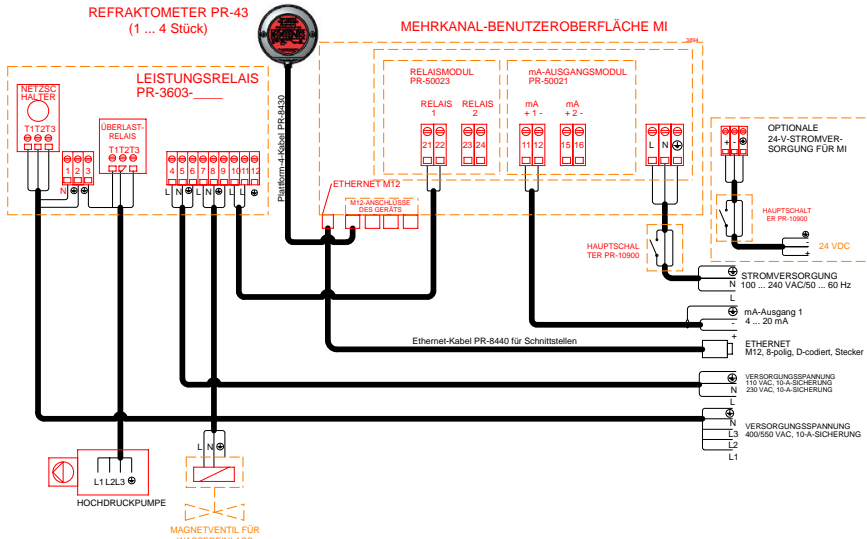 REFRAKTOMETER PR-43
(1 ... 4 Stück)
MEHRKANAL-BENUTZEROBERFLÄCHE MI
3894
LEISTUNGSRELAIS
PR-3603-____
NETZSC
HALTER
T1T2T3
ÜBERLAST-
RELAIS
T1T2T3
1 2 3
N
4 5 6 7 8 9 10 11 12
L N L N L L
Plattform-4-Kabel PR-8430
RELAISMODUL
PR-50023
RELAIS
1
RELAIS
2
21 22
23 24
mA-AUSGANGSMODUL
PR-50021
mA
+ 1 -
mA
+ 2 -
11 12
15 16
L N
ETHERNET M12
M12-ANSCHLÜSSE
DES GERÄTS
HAUPTSCHAL
TER PR-10900
+ -
OPTIONALE
24-V-STROMVER-
SORGUNG FÜR MI
HAUPTSCHALT
ER PR-10900
-
+
24 VDC
N
L
STROMVERSORGUNG
100 ... 240 VAC/50 ... 60 Hz
-
+
mA-Ausgang 1
4 ... 20 mA
Ethernet-Kabel PR-8440 für Schnittstellen
ETHERNET
M12, 8-polig, D-codiert, Stecker
N
L
VERSORGUNGSSPANNUNG
110 VAC, 10-A-SICHERUNG
230 VAC, 10-A-SICHERUNG
N
L3
L2
L1
VERSORGUNGSSPANNUNG
400/550 VAC, 10-A-SICHERUNG
L1 L2L3
HOCHDRUCKPUMPE
L N
MAGNETVENTIL FÜR